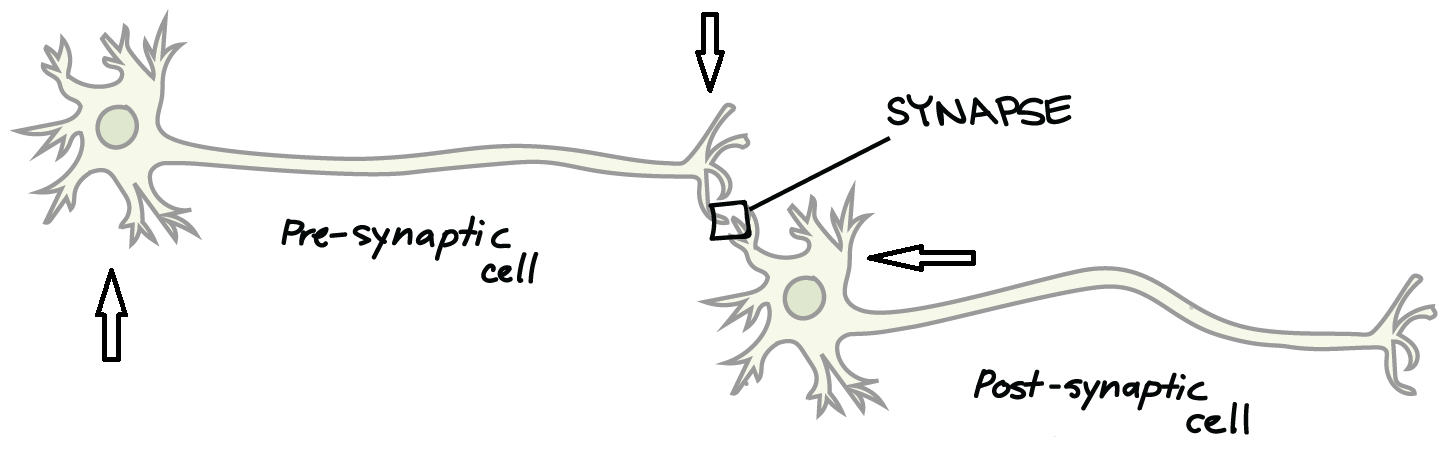 SYNAPSE
Pre-synaptic
cell
Post-synaptic
cell